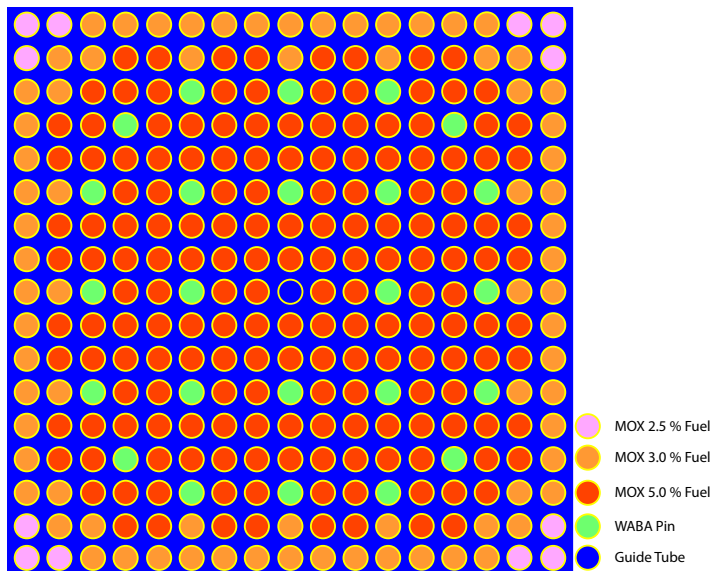 MOX 2.5 % Fuel
MOX 3.0 % Fuel
MOX 5.0 % Fuel
WABA Pin
Guide Tube